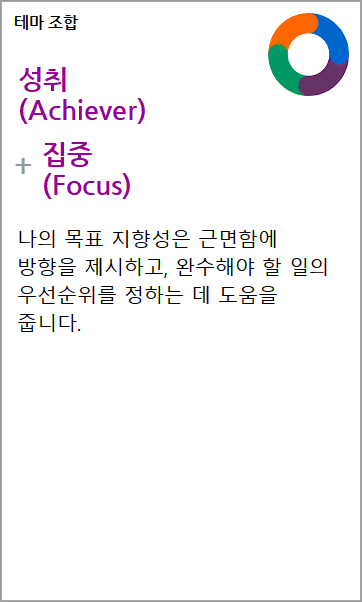 테마 조합
성취
(Achiever)
+ 집중
(Focus)
나의 목표 지향성은 근면함에
방향을 제시하고, 완수해야 할 일의
우선순위를 정하는 데 도움을
줍니다.